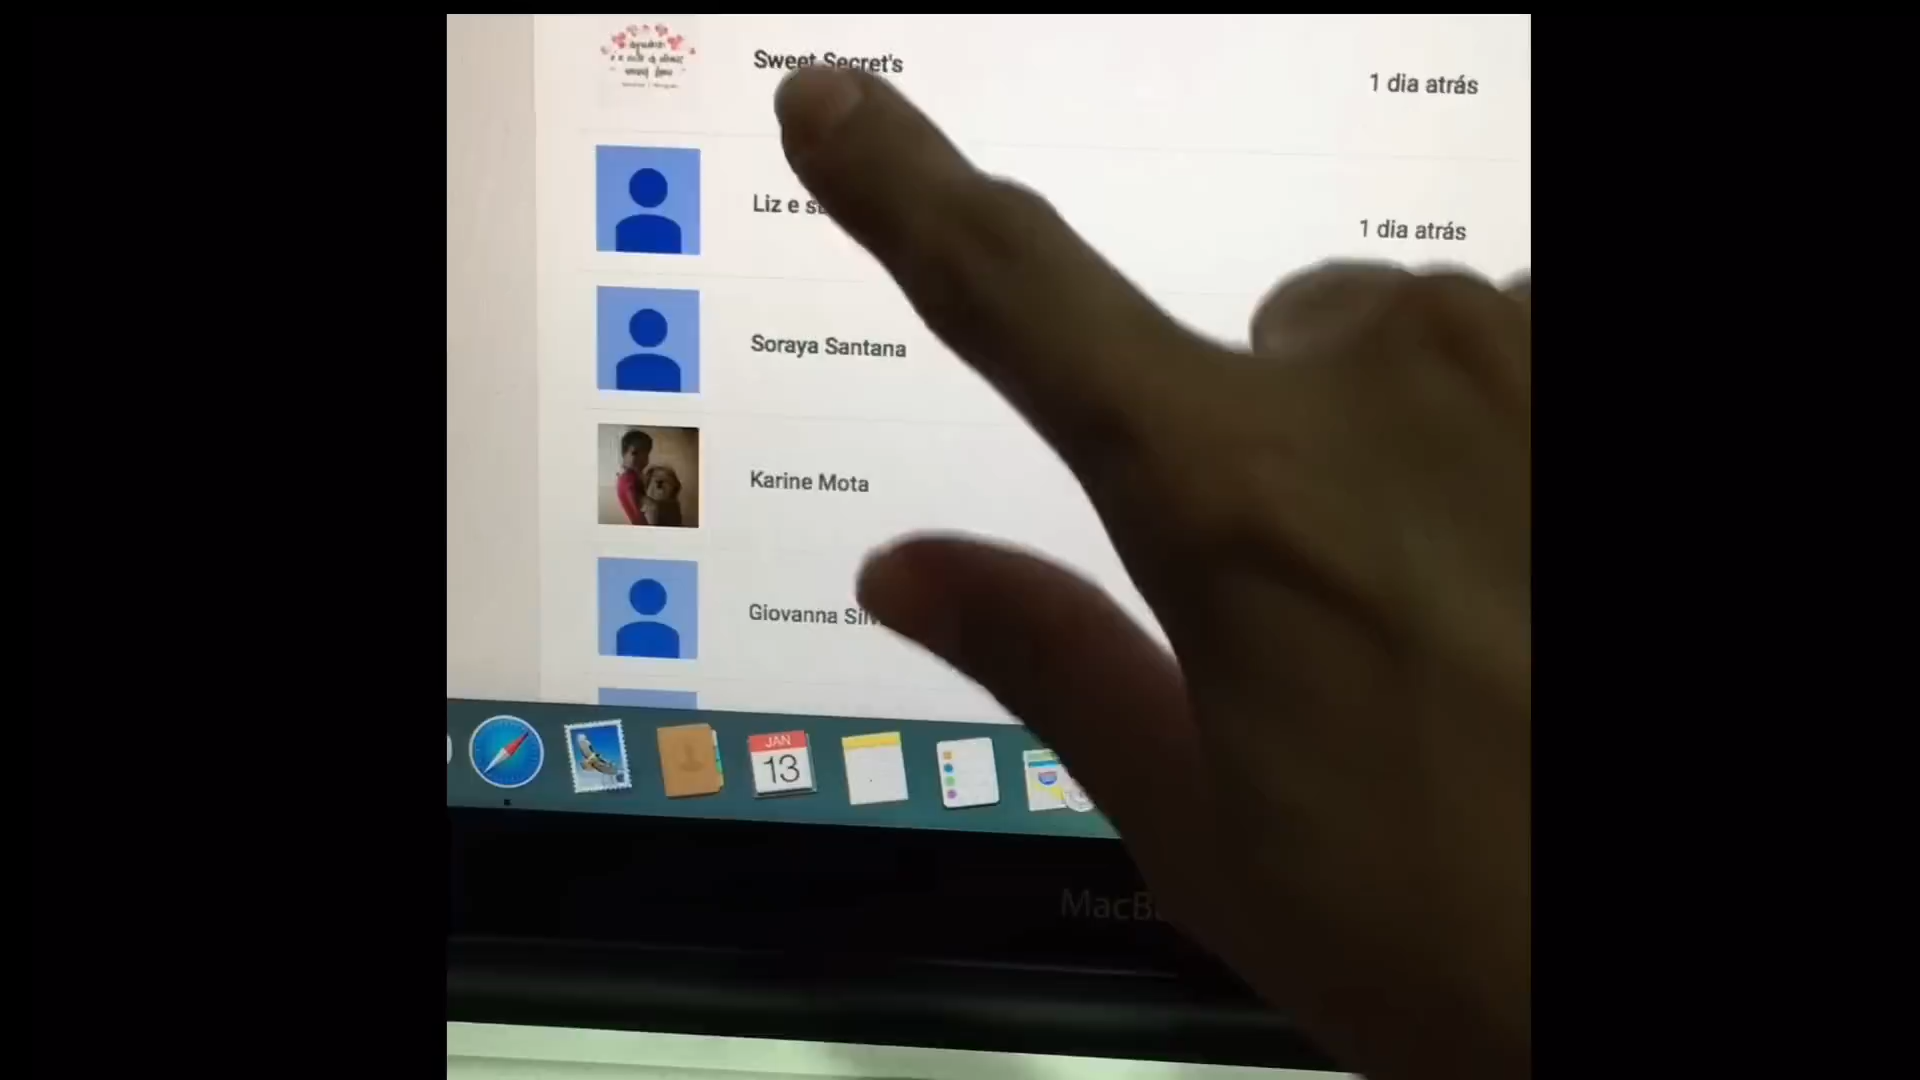 Sweet Secret's
1 dia atrás
Liz e
1 dia atrás
Soraya Santana
Karine Mota
Giovanna
JAN
13